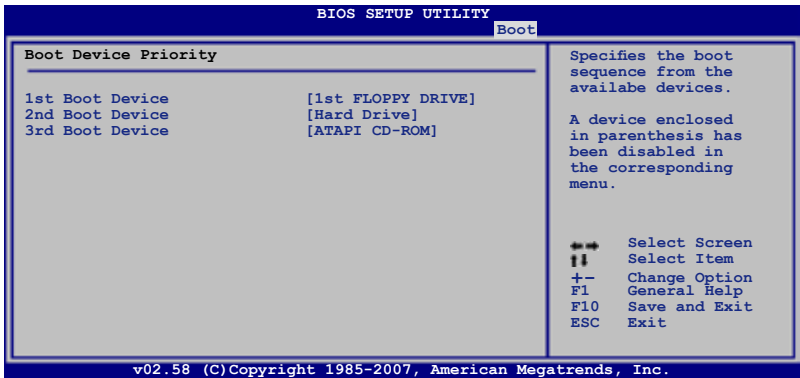 BIOS SETUP UTILITY
Boot
Boot Device Priority
1st Boot Device [1st FLOPPY DRIVE]
2nd Boot Device [Hard Drive]
3rd Boot Device [ATAPI CD-ROM]
Specifies the boot
sequence from the
availabe devices.
A device enclosed
in parenthesis has
been disabled in
the corresponding
menu.
Select Screen
Select Item
+- Change Option
F1 General Help
F10 Save and Exit
ESC Exit
v02.58 (C)Copyright 1985-2007, American Megatrends, Inc.